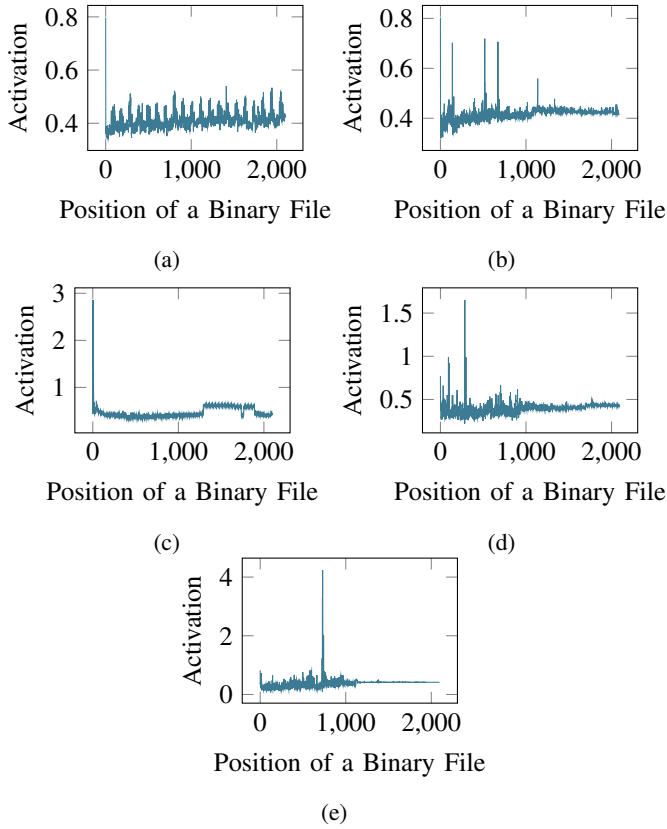 0.8
0.6
0.4
Activation
0 1,000 2,000
Position of a Binary File
(a)
0.8
0.6
0.4
Activation
0 1,000 2,000
Position of a Binary File
(b)
3
2
1
Activation
0 1,000 2,000
Position of a Binary File
(c)
1.5
1
0.5
Activation
0 1,000 2,000
Position of a Binary File
(d)
4
2
0
Activation
0 1,000 2,000
Position of a Binary File
(e)